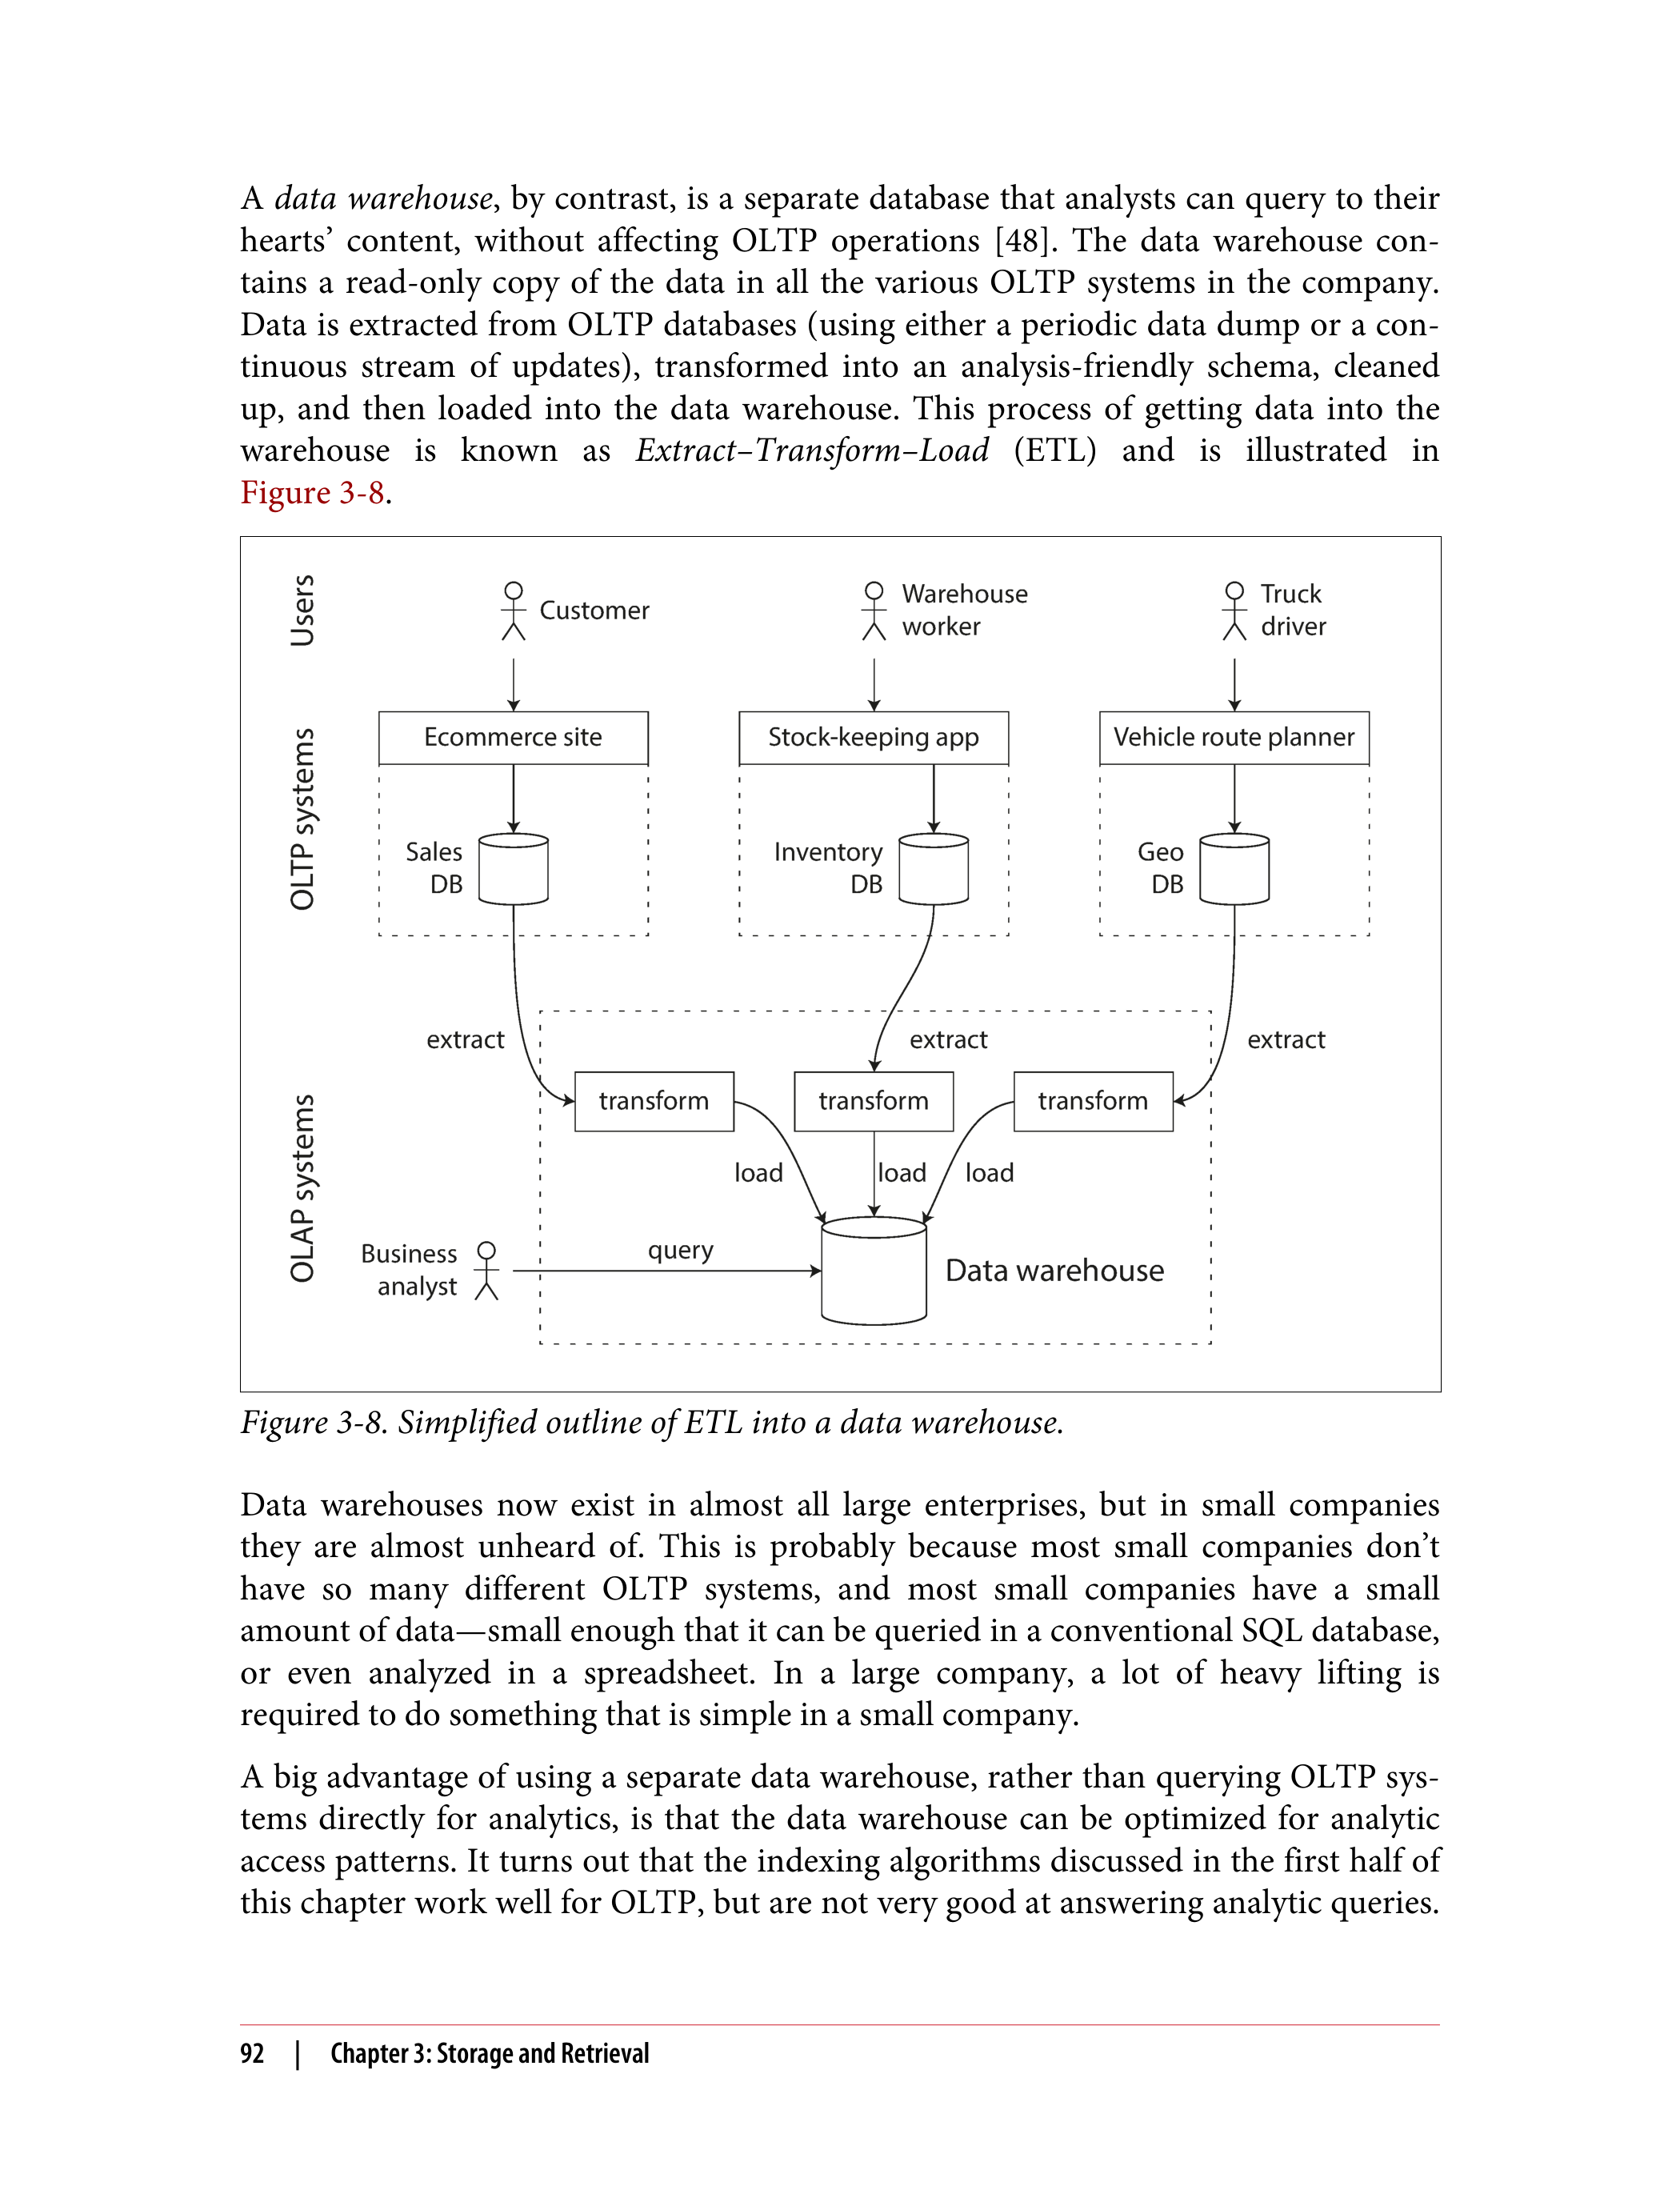 A data warehouse, by contrast, is a separate database that analysts can query to their
hearts’ content, without affecting OLTP operations [48]. The data warehouse con-
tains a read-only copy of the data in all the various OLTP systems in the company.
Data is extracted from OLTP databases (using either a periodic data dump or a con-
tinuous stream of updates), transformed into an analysis-friendly schema, cleaned
up, and then loaded into the data warehouse. This process of getting data into the
warehouse is known as Extract–Transform–Load (ETL) and is illustrated in
Figure 3-8.
Users
Customer
Warehouse
worker
Truck
driver
OLTP systems
Ecommerce site
Stock-keeping app
Vehicle route planner
Sales
DB
Inventory
DB
Geo
DB
extract
extract
extract
OLAP systems
transform
transform
transform
load
load
load
Business
analyst
query
Data warehouse
Figure 3-8. Simplified outline of ETL into a data warehouse.
Data warehouses now exist in almost all large enterprises, but in small companies
they are almost unheard of. This is probably because most small companies don’t
have so many different OLTP systems, and most small companies have a small
amount of data—small enough that it can be queried in a conventional SQL database,
or even analyzed in a spreadsheet. In a large company, a lot of heavy lifting is
required to do something that is simple in a small company.
A big advantage of using a separate data warehouse, rather than querying OLTP sys-
tems directly for analytics, is that the data warehouse can be optimized for analytic
access patterns. It turns out that the indexing algorithms discussed in the first half of
this chapter work well for OLTP, but are not very good at answering analytic queries.
92 | Chapter 3: Storage and Retrieval